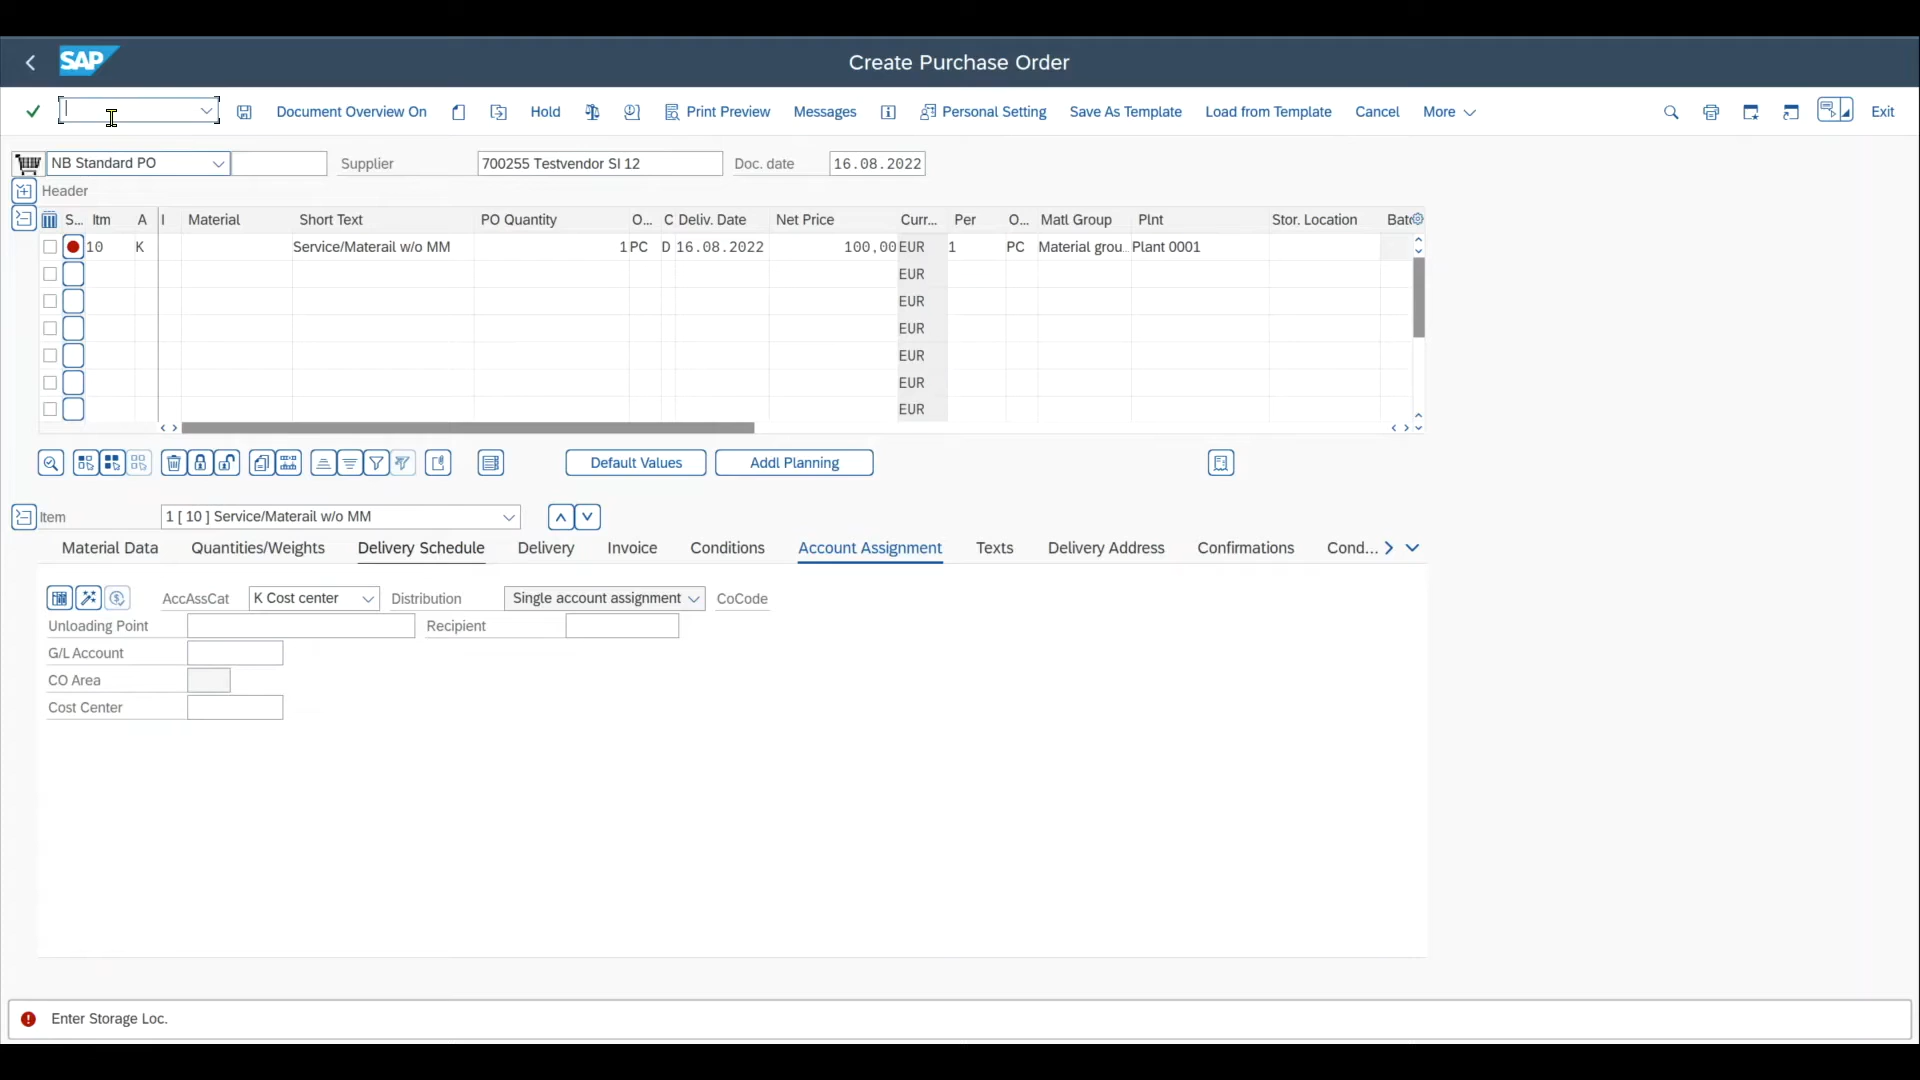 SAP
Create Purchase Order
Document Overview On Hold Print Preview Messages Personal Setting Save As Template Load from Template Cancel More Exit
NB Standard PO Supplier 700255 Testvendor SI 12 Doc. date 16.08.2022
Header
S... Itm A I Material Short Text PO Quantity O... C Deliv. Date Net Price Curr... Per O... Matl Group Plnt Stor. Location Batc
10 K Service/Materail w/o MM 1 PC D 16.08.2022 100,00 EUR 1 PC Material grou... Plant 0001
EUR
EUR
EUR
EUR
EUR
EUR
Default Values Addl Planning
Item 1 [ 10 ] Service/Materail w/o MM
Material Data Quantities/Weights Delivery Schedule Delivery Invoice Conditions Account Assignment Texts Delivery Address Confirmations Cond...
AccAssCat K Cost center Distribution Single account assignment CoCode
Unloading Point Recipient
G/L Account
CO Area
Cost Center
Enter Storage Loc.